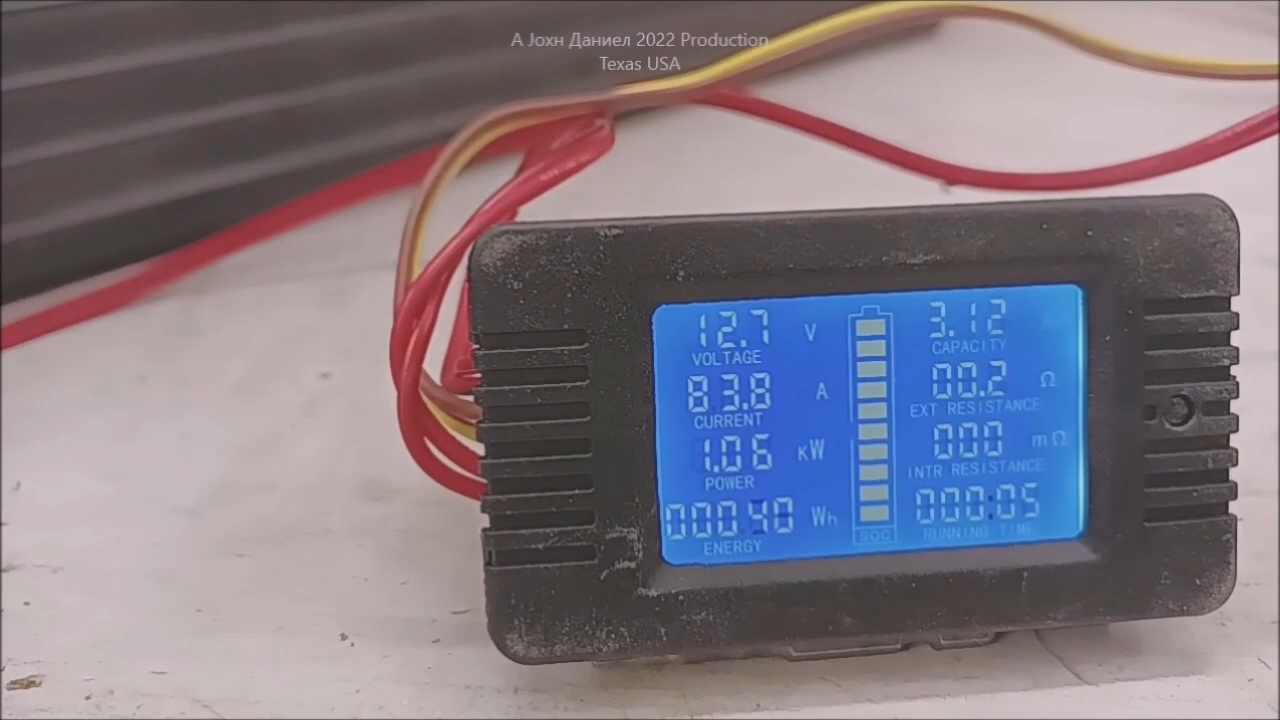 А Јохн Даниел 2022 Production
Texas USA
12.7 V
VOLTAGE
83.8 A
CURRENT
1.06 KW
POWER
00040 Wh
ENERGY
SOC
3.12
CAPACITY
00.2 Ω
EXT RESISTANCE
000 mΩ
INTR RESISTANCE
000:05
RUNNING TIME